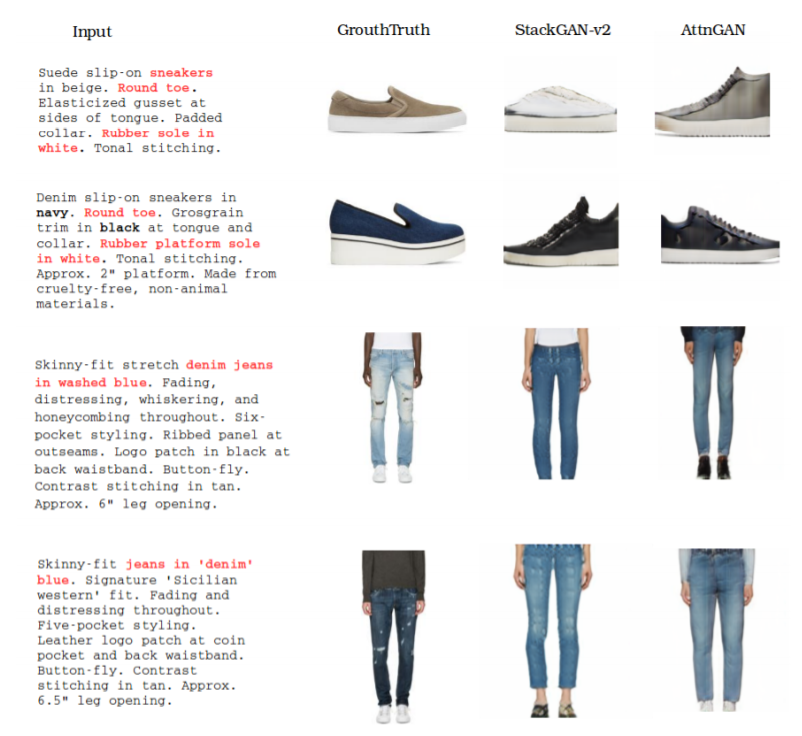 Input GrouthTruth StackGAN-v2 AttnGAN
Suede slip-on sneakers
in beige. Round toe.
Elasticized gusset at
sides of tongue. Padded
collar. Rubber sole in
white. Tonal stitching.
Denim slip-on sneakers in
navy. Round toe. Grosgrain
trim in black at tongue and
collar. Rubber platform sole
in white. Tonal stitching.
Approx. 2" platform. Made from
cruelty-free, non-animal
materials.
Skinny-fit stretch denim jeans
in washed blue. Fading,
distressing, whiskering, and
honeycombing throughout. Six-
pocket styling. Ribbed panel at
outseams. Logo patch in black at
back waistband. Button-fly.
Contrast stitching in tan.
Approx. 6" leg opening.
Skinny-fit jeans in 'denim'
blue. Signature 'Sicilian
western' fit. Fading and
distressing throughout.
Five-pocket styling.
Leather logo patch at coin
pocket and back waistband.
Button-fly. Contrast
stitching in tan. Approx.
6.5" leg opening.